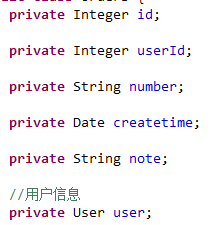 private Integer id;
private Integer userId;
private String number;
private Date createtime;
private String note;
//用户信息
private User user;